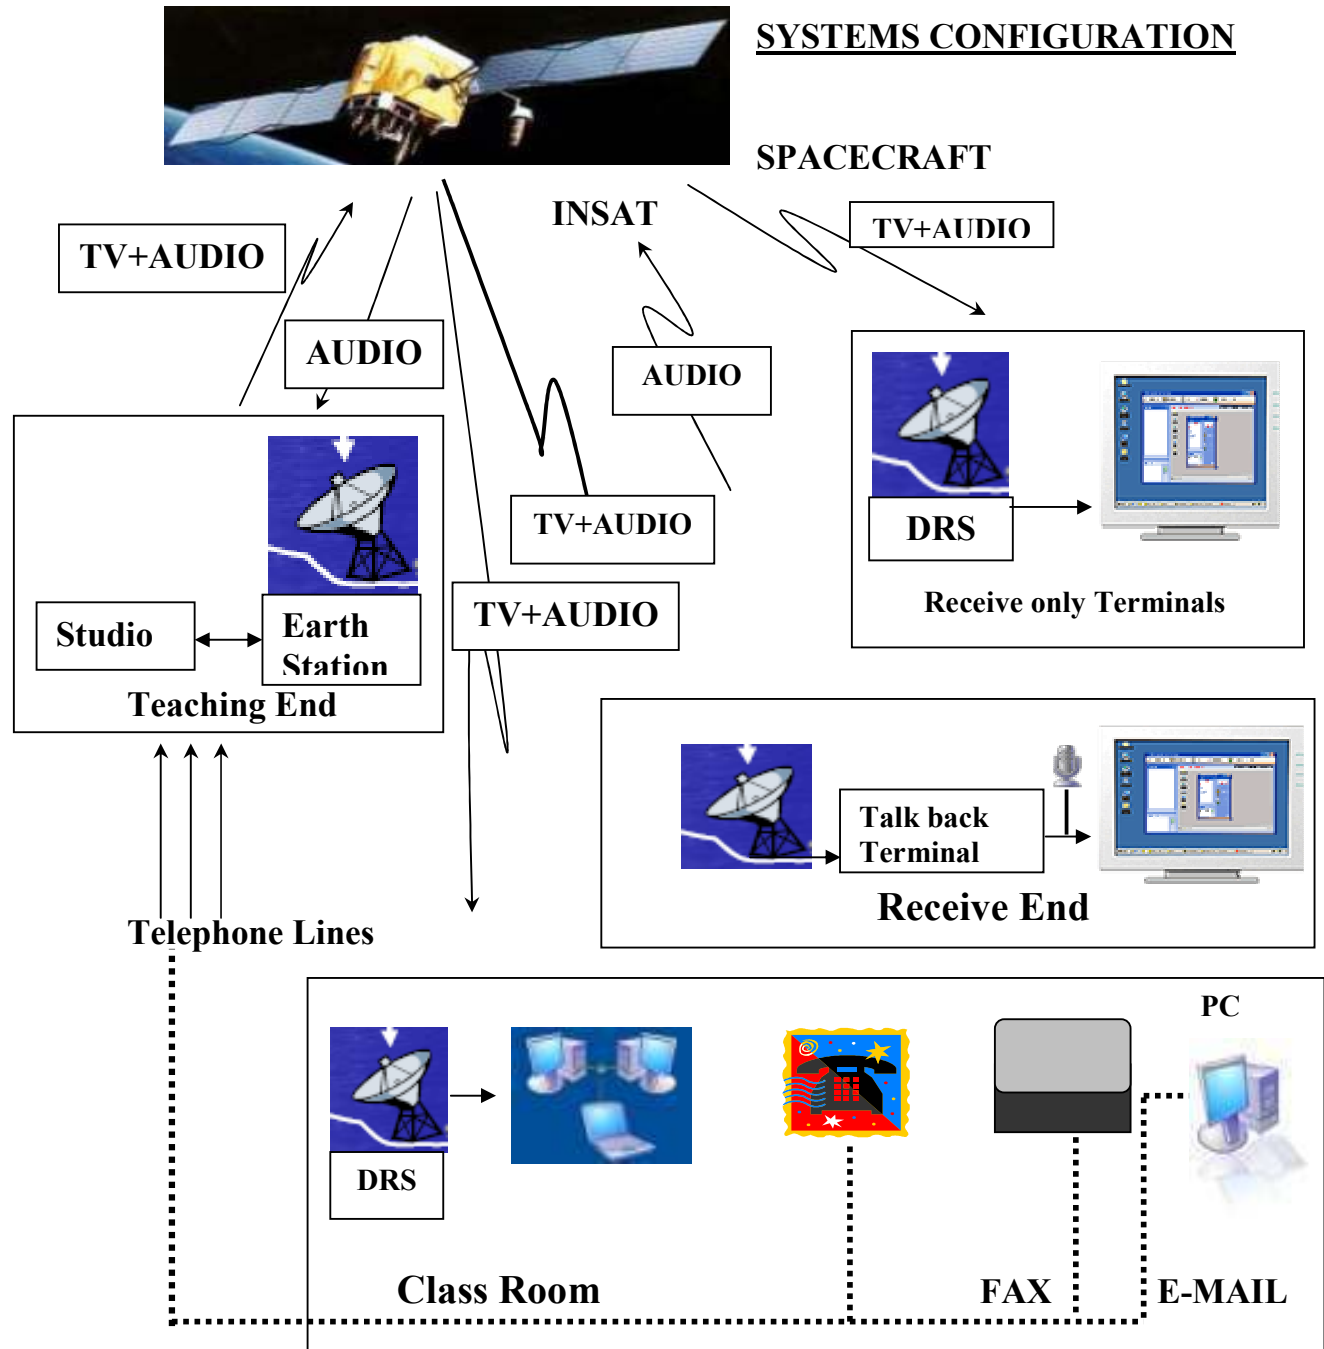 SYSTEMS CONFIGURATION
SPACECRAFT
INSAT
TV+AUDIO
TV+AUDIO
AUDIO
AUDIO
TV+AUDIO
TV+AUDIO
DRS
Receive only Terminals
Studio
Earth
Station
Teaching End
Talk back
Terminal
Receive End
Telephone Lines
PC
DRS
Class Room
FAX
E-MAIL